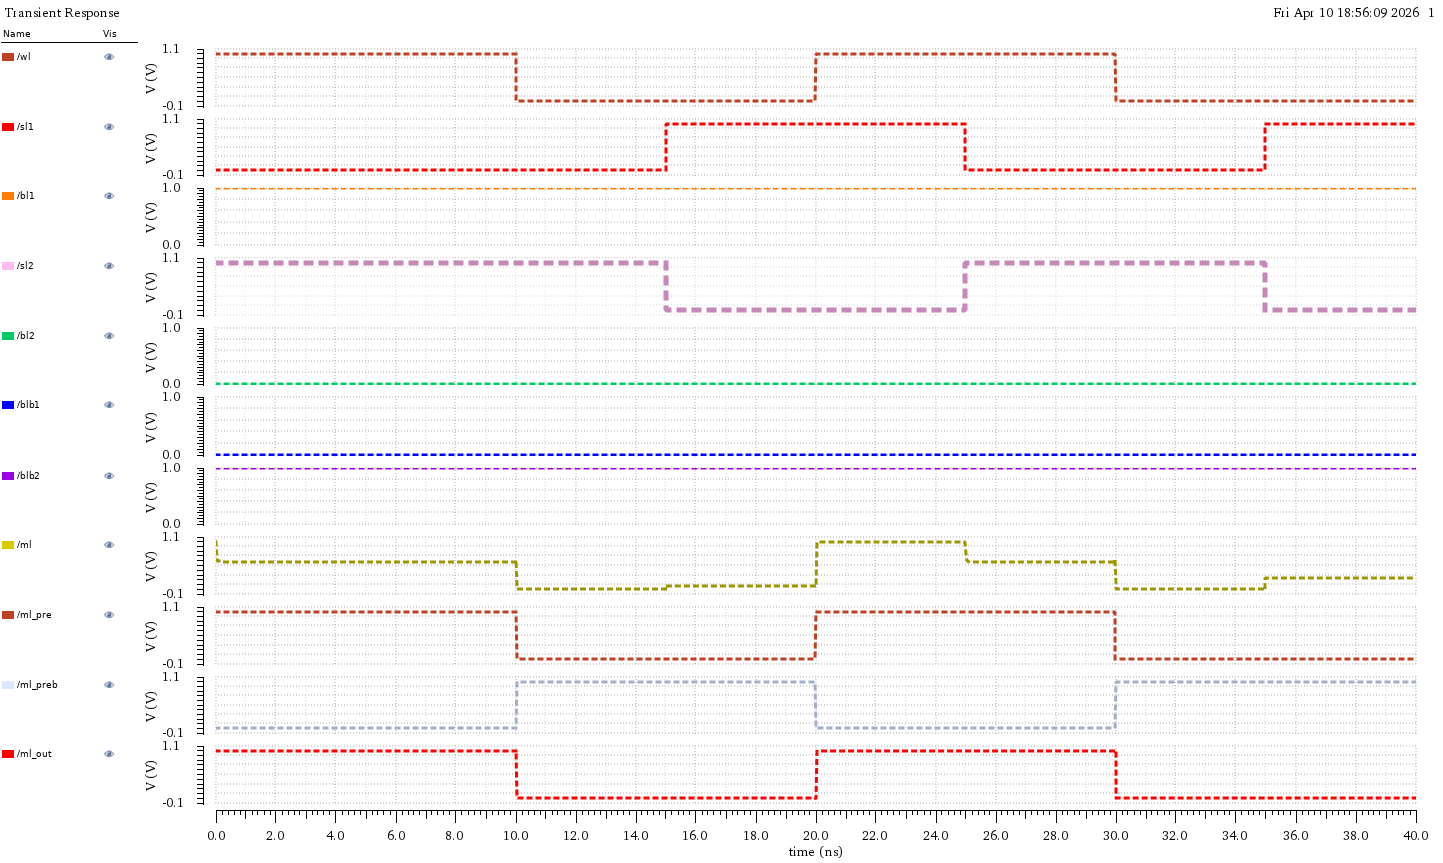 Transient Response
Fri Apr 10 18:56:09 2026 1
Name Vis
/wl
1.1
V (V)
-0.1
/sl1
1.1
V (V)
-0.1
/bl1
1.0
V (V)
0.0
/sl2
1.1
V (V)
-0.1
/bl2
1.0
V (V)
0.0
/blb1
1.0
V (V)
0.0
/blb2
1.0
V (V)
0.0
/ml
1.1
V (V)
-0.1
/ml_pre
1.1
V (V)
-0.1
/ml_preb
1.1
V (V)
-0.1
/ml_out
1.1
V (V)
-0.1
0.0 2.0 4.0 6.0 8.0 10.0 12.0 14.0 16.0 18.0 20.0 22.0 24.0 26.0 28.0 30.0 32.0 34.0 36.0 38.0 40.0
time (ns)